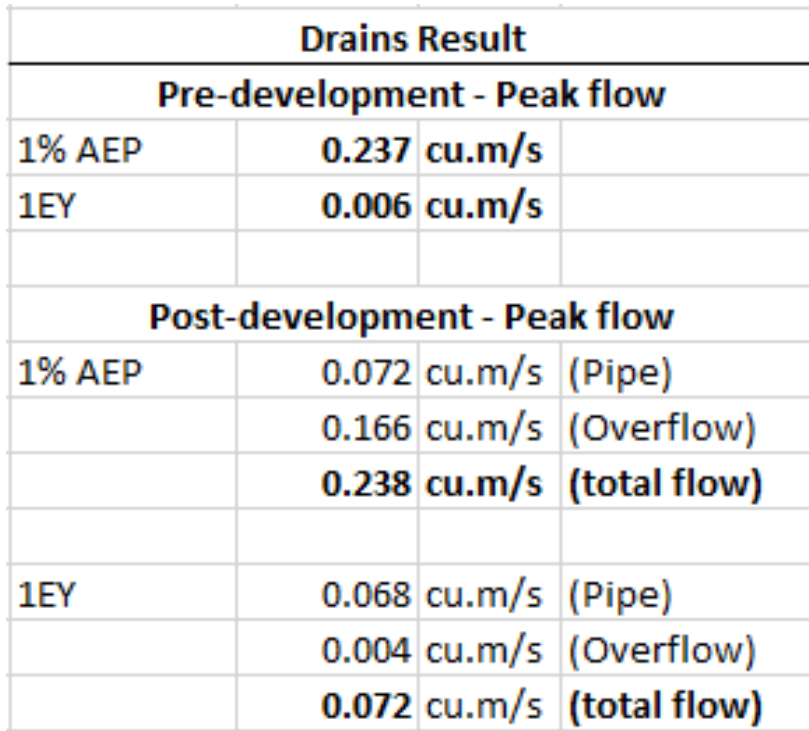 Drains Result
Pre-development - Peak flow
1% AEP 0.237 cu.m/s
1EY 0.006 cu.m/s
Post-development - Peak flow
1% AEP 0.072 cu.m/s (Pipe)
0.166 cu.m/s (Overflow)
0.238 cu.m/s (total flow)
1EY 0.068 cu.m/s (Pipe)
0.004 cu.m/s (Overflow)
0.072 cu.m/s (total flow)